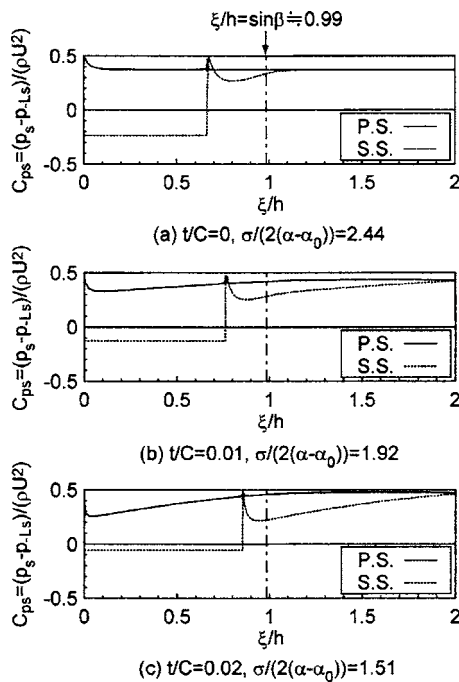 ξ/h=sinβ≒0.99
C_ps=(p_s-p_-Ls)/(ρU²)
0.5
0
-0.5
P.S.
S.S.
0 0.5 1 1.5 2
ξ/h
(a) t/C=0, σ/(2(α-α₀))=2.44
C_ps=(p_s-p_-Ls)/(ρU²)
0.5
0
-0.5
P.S.
S.S.
0 0.5 1 1.5 2
ξ/h
(b) t/C=0.01, σ/(2(α-α₀))=1.92
C_ps=(p_s-p_-Ls)/(ρU²)
0.5
0
0.5
P.S.
S.S.
0 0.5 1 1.5 2
ξ/h
(c) t/C=0.02, σ/(2(α-α₀))=1.51